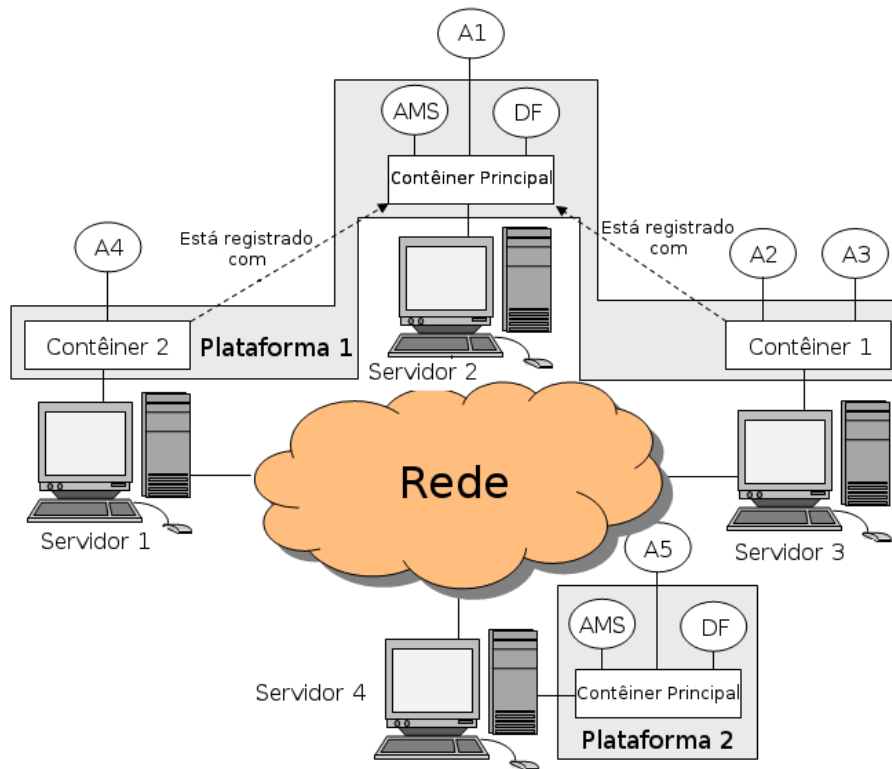 A1
AMS
DF
Contêiner Principal
Está registrado
com
Está registrado
com
A4
A2
A3
Contêiner 2
Plataforma 1
Contêiner 1
Servidor 2
Rede
Servidor 1
Servidor 3
A5
AMS
DF
Servidor 4
Contêiner Principal
Plataforma 2